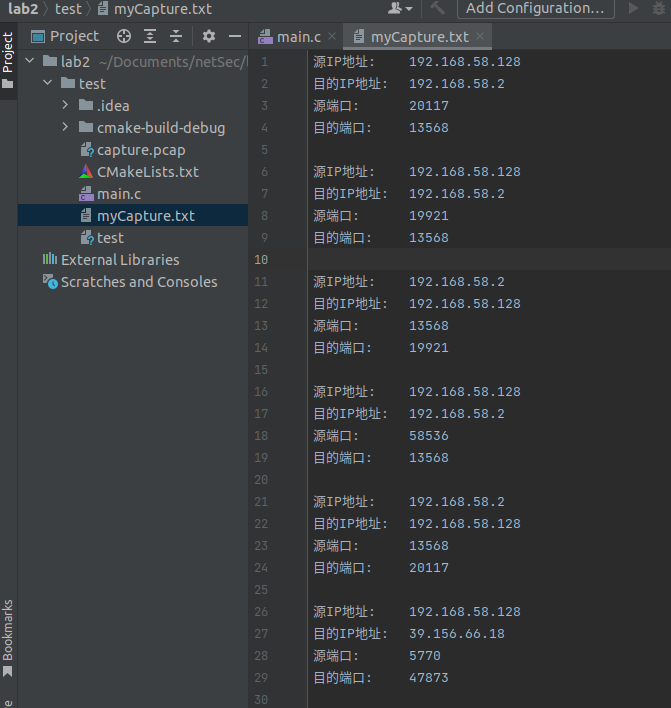 lab2 › test › myCapture.txt
Add Configuration...
Project
Project
main.c
myCapture.txt
lab2 ~/Documents/netSec/
test
.idea
cmake-build-debug
capture.pcap
CMakeLists.txt
main.c
myCapture.txt
test
External Libraries
Scratches and Consoles
Bookmarks
1 源IP地址: 192.168.58.128
2 目的IP地址: 192.168.58.2
3 源端口: 20117
4 目的端口: 13568
5
6 源IP地址: 192.168.58.128
7 目的IP地址: 192.168.58.2
8 源端口: 19921
9 目的端口: 13568
10
11 源IP地址: 192.168.58.2
12 目的IP地址: 192.168.58.128
13 源端口: 13568
14 目的端口: 19921
15
16 源IP地址: 192.168.58.128
17 目的IP地址: 192.168.58.2
18 源端口: 58536
19 目的端口: 13568
20
21 源IP地址: 192.168.58.2
22 目的IP地址: 192.168.58.128
23 源端口: 13568
24 目的端口: 20117
25
26 源IP地址: 192.168.58.128
27 目的IP地址: 39.156.66.18
28 源端口: 5770
29 目的端口: 47873
30